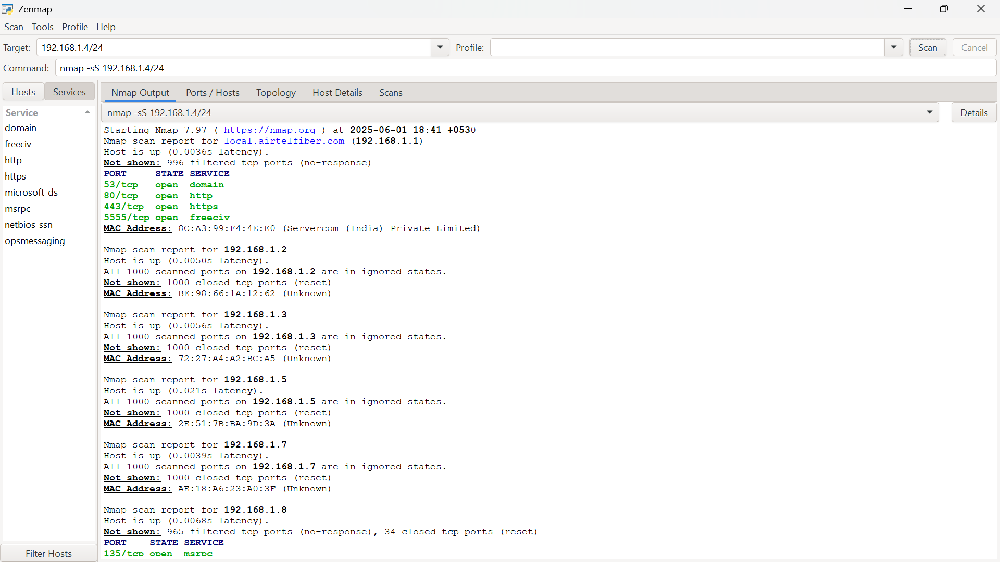 Zenmap
Scan Tools Profile Help
Target: 192.168.1.4/24 Profile: Scan Cancel
Command: nmap -sS 192.168.1.4/24
Hosts Services
Service
domain
freeciv
http
https
microsoft-ds
msrpc
netbios-ssn
opsmessaging
Filter Hosts
Nmap Output Ports / Hosts Topology Host Details Scans
nmap -sS 192.168.1.4/24 Details
Starting Nmap 7.97 ( https://nmap.org ) at 2025-06-01 18:41 +0530
Nmap scan report for local.airtelfiber.com (192.168.1.1)
Host is up (0.0036s latency).
Not shown: 996 filtered tcp ports (no-response)
PORT STATE SERVICE
53/tcp open domain
80/tcp open http
443/tcp open https
5555/tcp open freeciv
MAC Address: 8C:A3:99:F4:4E:E0 (Servercom (India) Private Limited)
Nmap scan report for 192.168.1.2
Host is up (0.0050s latency).
All 1000 scanned ports on 192.168.1.2 are in ignored states.
Not shown: 1000 closed tcp ports (reset)
MAC Address: BE:98:66:1A:12:62 (Unknown)
Nmap scan report for 192.168.1.3
Host is up (0.0056s latency).
All 1000 scanned ports on 192.168.1.3 are in ignored states.
Not shown: 1000 closed tcp ports (reset)
MAC Address: 72:27:A4:A2:BC:A5 (Unknown)
Nmap scan report for 192.168.1.5
Host is up (0.021s latency).
All 1000 scanned ports on 192.168.1.5 are in ignored states.
Not shown: 1000 closed tcp ports (reset)
MAC Address: 2E:51:7B:BA:9D:3A (Unknown)
Nmap scan report for 192.168.1.7
Host is up (0.0039s latency).
All 1000 scanned ports on 192.168.1.7 are in ignored states.
Not shown: 1000 closed tcp ports (reset)
MAC Address: AE:18:A6:23:A0:3F (Unknown)
Nmap scan report for 192.168.1.8
Host is up (0.0068s latency).
Not shown: 965 filtered tcp ports (no-response), 34 closed tcp ports (reset)
PORT STATE SERVICE
135/tcp open msrpc